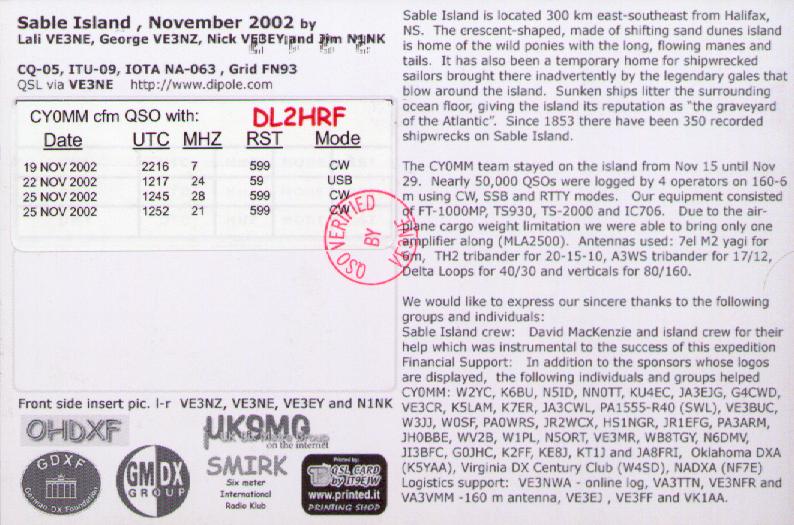 Sable Island , November 2002 by
Lali VE3NE, George VE3NZ, Nick VE3EY and Jim N1NK
CQ-05, ITU-09, IOTA NA-063 , Grid FN93
QSL via VE3NE http://www.dipole.com
CY0MM cfm QSO with: DL2HRF
Date UTC MHZ RST Mode
19 NOV 2002 2216 7 599 CW
22 NOV 2002 1217 24 59 USB
25 NOV 2002 1245 28 599 CW
25 NOV 2002 1252 21 599 CW
QSO VERIFIED
BY
VE3NE
Front side insert pic. l-r VE3NZ, VE3NE, VE3EY and N1NK
OHDXF
GDXF
German DX Foundation
GMDX
GROUP
UK9MG
on the internet
SMIRK
Six meter
International
Radio Klub
Printed by:
QSL CARD
by IT9EJW
www.printed.it
PRINTING SHOP
Sable Island is located 300 km east-southeast from Halifax,
NS. The crescent-shaped, made of shifting sand dunes island
is home of the wild ponies with the long, flowing manes and
tails. It has also been a temporary home for shipwrecked
sailors brought there inadvertently by the legendary gales that
blow around the island. Sunken ships litter the surrounding
ocean floor, giving the island its reputation as "the graveyard
of the Atlantic". Since 1853 there have been 350 recorded
shipwrecks on Sable Island.
The CY0MM team stayed on the island from Nov 15 until Nov
29. Nearly 50,000 QSOs were logged by 4 operators on 160-6
m using CW, SSB and RTTY modes. Our equipment consisted
of FT-1000MP, TS930, TS-2000 and IC706. Due to the air-
plane cargo weight limitation we were able to bring only one
amplifier along (MLA2500). Antennas used: 7el M2 yagi for
6m, TH2 tribander for 20-15-10, A3WS tribander for 17/12,
Delta Loops for 40/30 and verticals for 80/160.
We would like to express our sincere thanks to the following
groups and individuals:
Sable Island crew: David MacKenzie and island crew for their
help which was instrumental to the success of this expedition
Financial Support: In addition to the sponsors whose logos
are displayed, the following individuals and groups helped
CY0MM: W2YC, K6BU, N5ID, NN0TT, KU4EC, JA3EJG, G4CWD,
VE3CR, K5LAM, K7ER, JA3CWL, PA1555-R40 (SWL), VE3BUC,
W3JJ, W0SF, PA0WRS, JR2WCX, HS1NGR, JR1EFG, PA3ARM,
JH0BBE, WV2B, W1PL, N5ORT, VE3MR, WB8TGY, N6DMV,
JI3BFC, G0JHC, K2FF, KE8J, KT1J and JA8FRI, Oklahoma DXA
(K5YAA), Virginia DX Century Club (W4SD), NADXA (NF7E)
Logistics support: VE3NWA - online log, VA3TTN, VE3NFR and
VA3VMM -160 m antenna, VE3EJ , VE3FF and VK1AA.